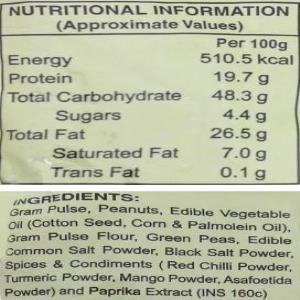 NUTRITIONAL INFORMATION
(Approximate Values)
Per 100g
Energy 510.5 kcal
Protein 19.7 g
Total Carbohydrate 48.3 g
Sugars 4.4 g
Total Fat 26.5 g
Saturated Fat 7.0 g
Trans Fat 0.1 g
INGREDIENTS:
Gram Pulse, Peanuts, Edible Vegetable
Oil (Cotton Seed, Corn & Palmolein Oil),
Gram Pulse Flour, Green Peas, Edible
Common Salt Powder, Black Salt Powder,
Spices & Condiments (Red Chilli Powder,
Turmeric Powder, Mango Powder, Asafoetida
Powder) and Paprika Extract (INS 160c)